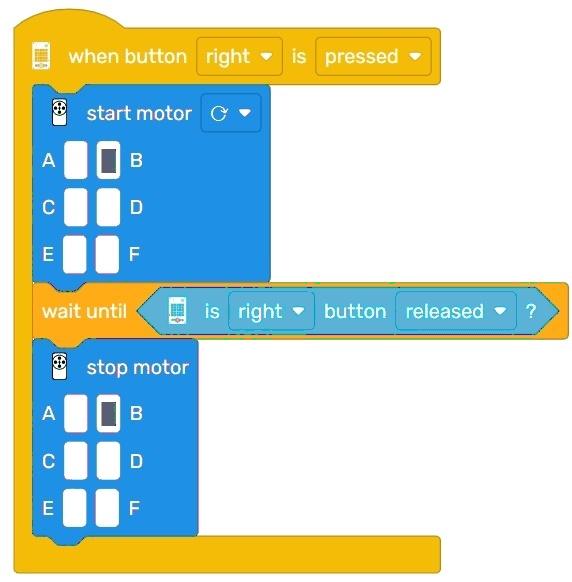 when button right is pressed
start motor
A B
C D
E F
wait until is right button released ?
stop motor
A B
C D
E F